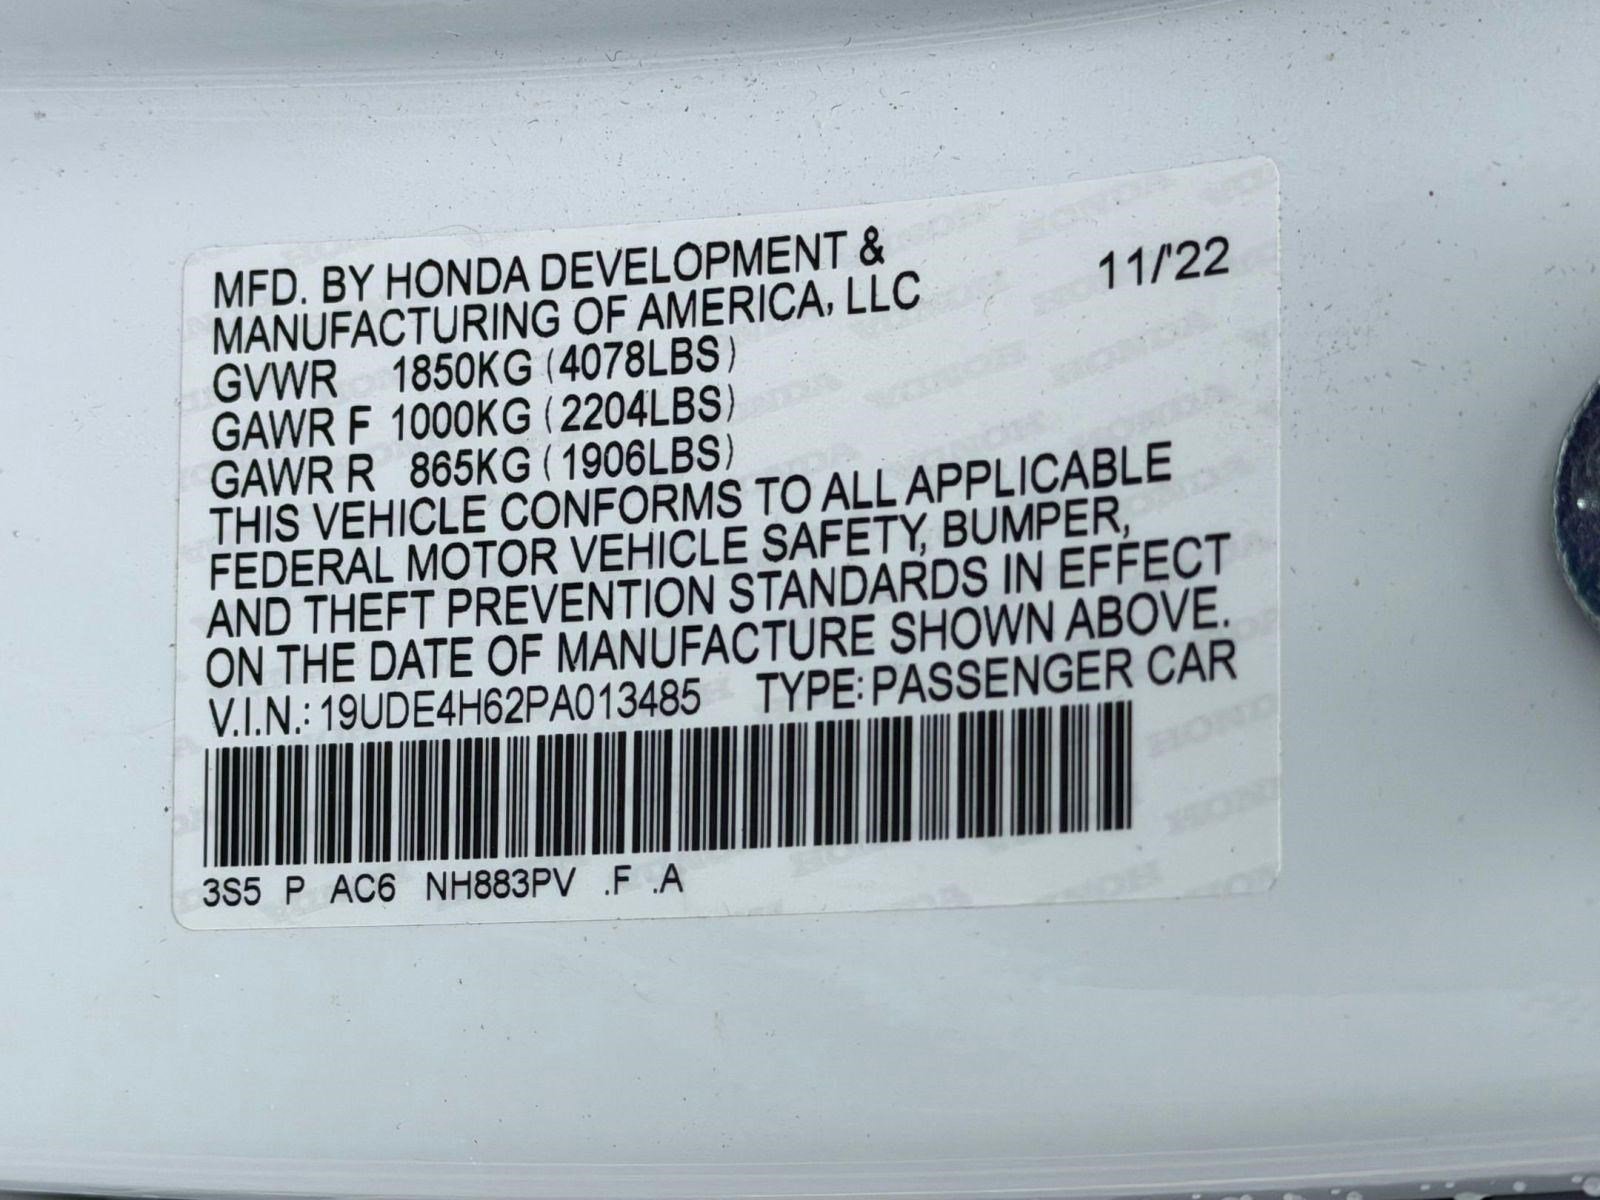 MFD. BY HONDA DEVELOPMENT & 11/'22
MANUFACTURING OF AMERICA, LLC
GVWR 1850KG (4078LBS)
GAWR F 1000KG (2204LBS)
GAWR R 865KG (1906LBS)
THIS VEHICLE CONFORMS TO ALL APPLICABLE
FEDERAL MOTOR VEHICLE SAFETY, BUMPER,
AND THEFT PREVENTION STANDARDS IN EFFECT
ON THE DATE OF MANUFACTURE SHOWN ABOVE.
V.I.N.: 19UDE4H62PA013485 TYPE: PASSENGER CAR
3S5 P AC6 NH883PV .F .A